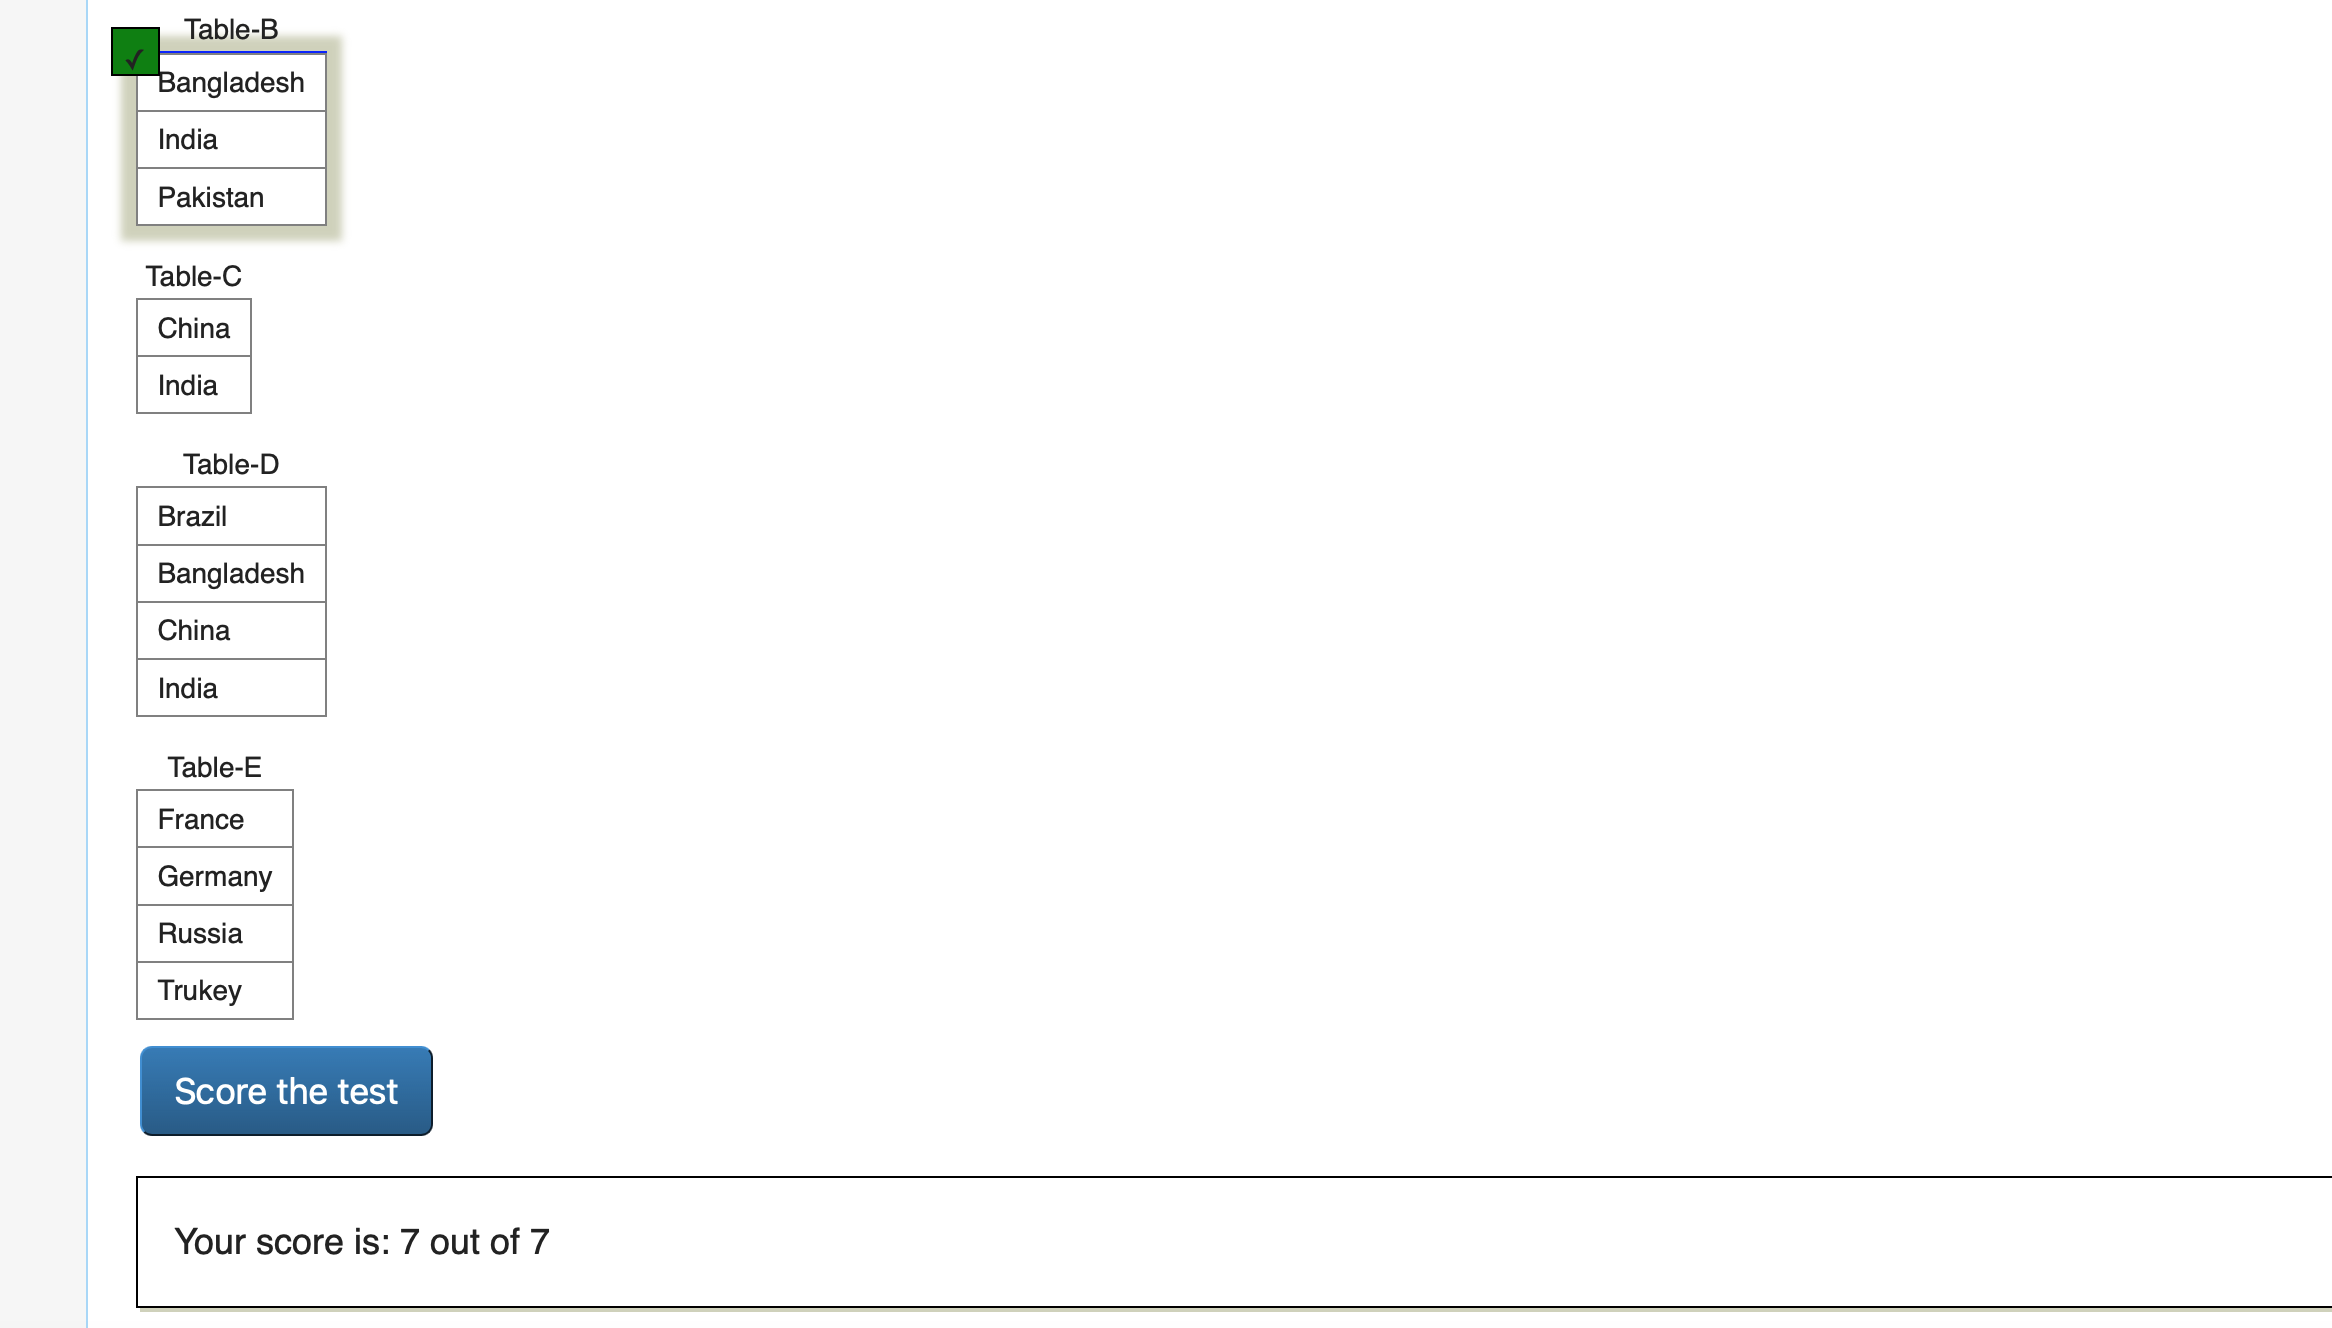 Table-B
✓
Bangladesh
India
Pakistan
Table-C
China
India
Table-D
Brazil
Bangladesh
China
India
Table-E
France
Germany
Russia
Trukey
Score the test
Your score is: 7 out of 7